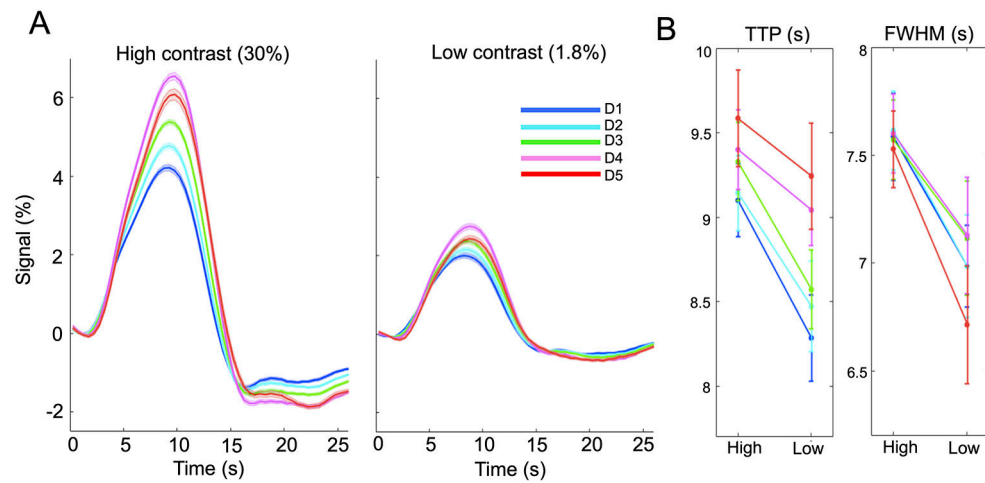 A
High contrast (30%)
Low contrast (1.8%)
Signal (%)
6
4
2
0
-2
0 5 10 15 20 25
Time (s)
0 5 10 15 20 25
Time (s)
D1
D2
D3
D4
D5
B
TTP (s)
10
9.5
9
8.5
8
High Low
FWHM (s)
8
7.5
7
6.5
High Low